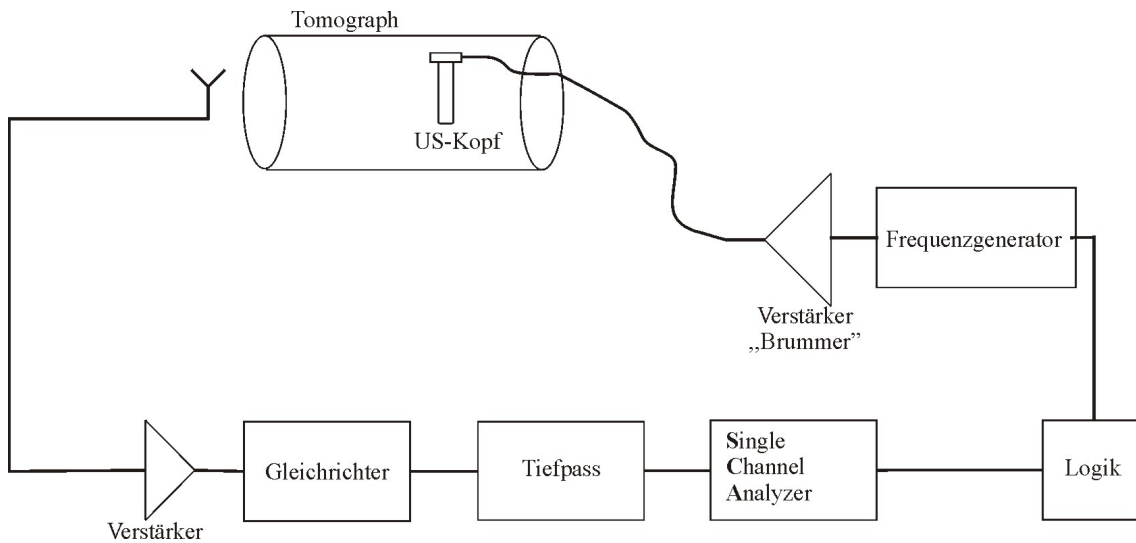 Tomograph
US-Kopf
Frequenzgenerator
Verstärker
,,Brummer”
Gleichrichter
Tiefpass
Single
Channel
Analyzer
Logik
Verstärker